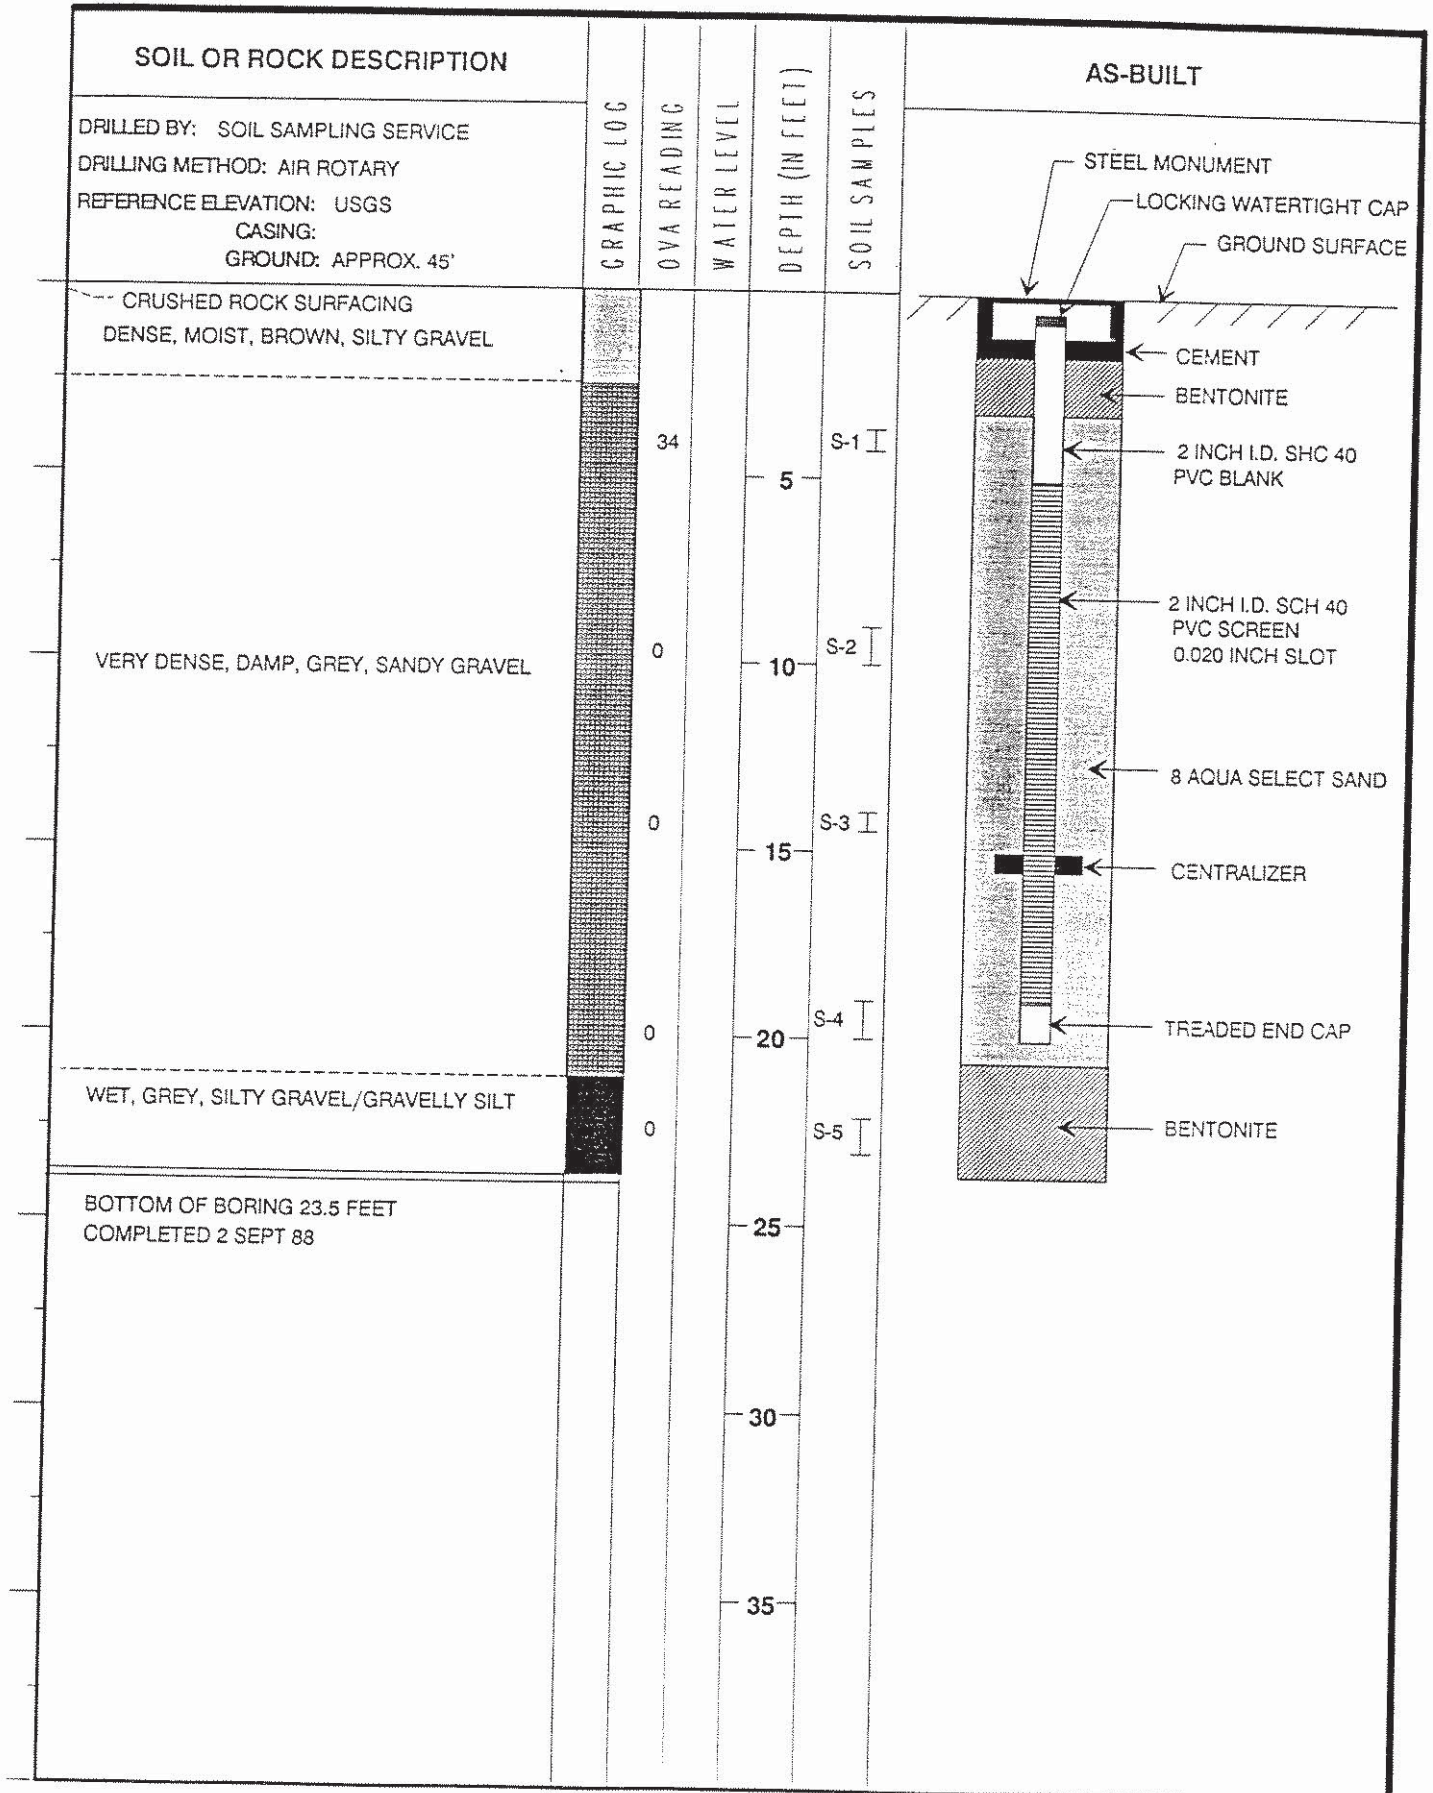 SOIL OR ROCK DESCRIPTION
DRILLED BY: SOIL SAMPLING SERVICE
DRILLING METHOD: AIR ROTARY
REFERENCE ELEVATION: USGS
CASING:
GROUND: APPROX. 45'
GRAPHIC LOG
OVA READING
WATER LEVEL
DEPTH (IN FEET)
SOIL SAMPLES
AS-BUILT
STEEL MONUMENT
LOCKING WATERTIGHT CAP
GROUND SURFACE
CRUSHED ROCK SURFACING
DENSE, MOIST, BROWN, SILTY GRAVEL
CEMENT
BENTONITE
34
S-1
2 INCH I.D. SHC 40
PVC BLANK
5
2 INCH I.D. SCH 40
PVC SCREEN
0.020 INCH SLOT
VERY DENSE, DAMP, GREY, SANDY GRAVEL
0
10
S-2
8 AQUA SELECT SAND
0
S-3
15
CENTRALIZER
0
S-4
20
TREADED END CAP
WET, GREY, SILTY GRAVEL/GRAVELLY SILT
0
S-5
BENTONITE
BOTTOM OF BORING 23.5 FEET
COMPLETED 2 SEPT 88
25
30
35